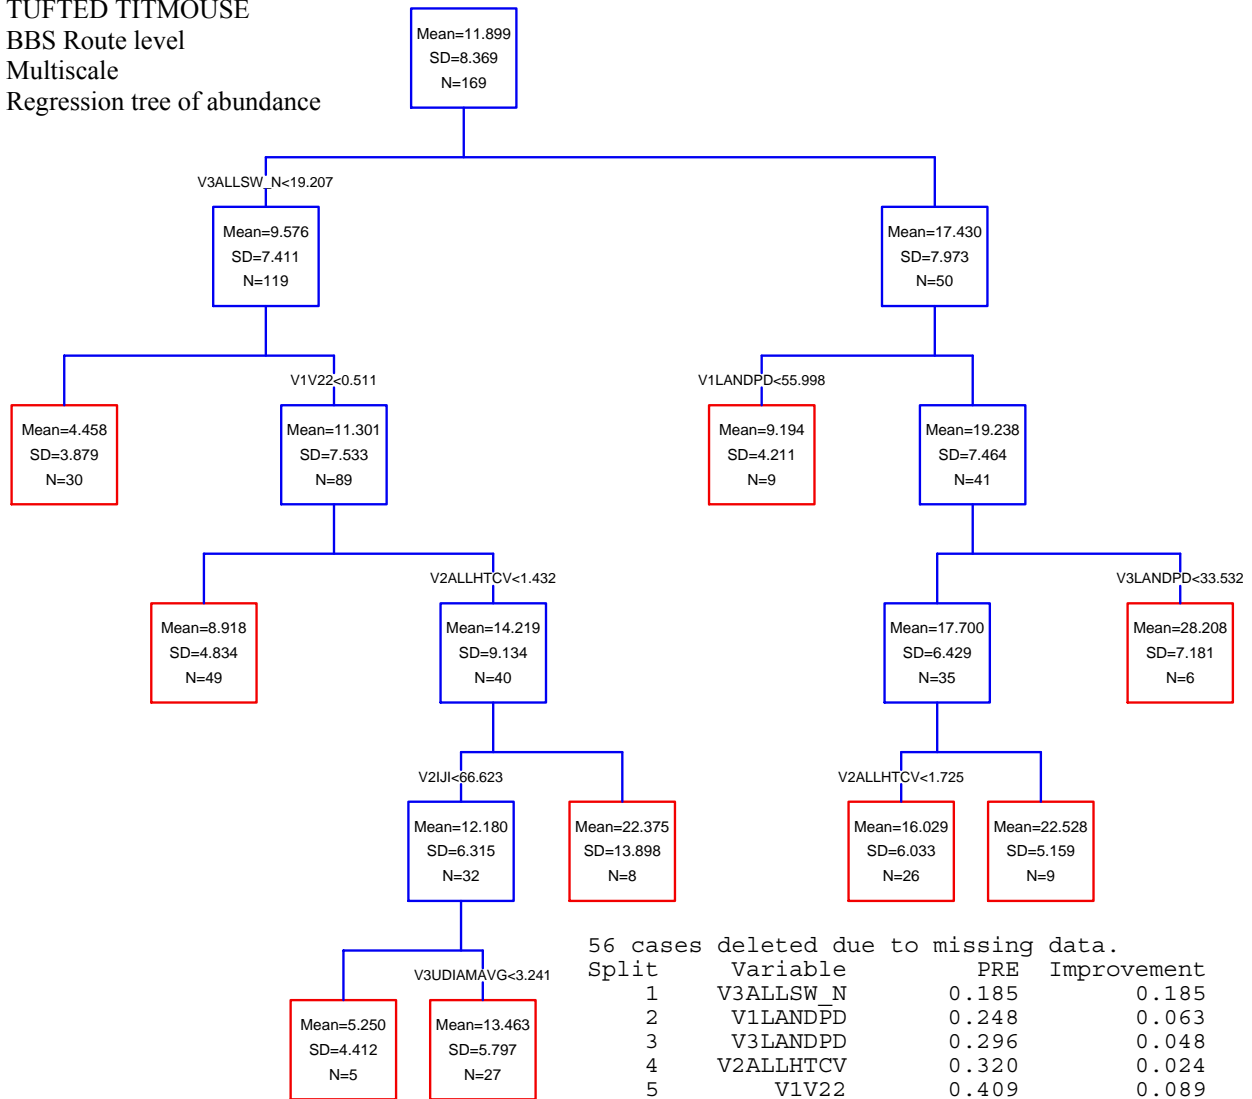 TUFTED TITMOUSE
BBS Route level
Multiscale
Regression tree of abundance
Mean=11.899
SD=8.369
N=169
V3ALLSW_N<19.207
Mean=9.576
SD=7.411
N=119
Mean=17.430
SD=7.973
N=50
V1V22<0.511
V1LANDPD<55.998
Mean=4.458
SD=3.879
N=30
Mean=11.301
SD=7.533
N=89
Mean=9.194
SD=4.211
N=9
Mean=19.238
SD=7.464
N=41
V2ALLHTCV<1.432
V3LANDPD<33.532
Mean=8.918
SD=4.834
N=49
Mean=14.219
SD=9.134
N=40
Mean=17.700
SD=6.429
N=35
Mean=28.208
SD=7.181
N=6
V2IJI<66.623
V2ALLHTCV<1.725
Mean=12.180
SD=6.315
N=32
Mean=22.375
SD=13.898
N=8
Mean=16.029
SD=6.033
N=26
Mean=22.528
SD=5.159
N=9
V3UDIAMAVG<3.241
Mean=5.250
SD=4.412
N=5
Mean=13.463
SD=5.797
N=27
56 cases deleted due to missing data.
Split Variable PRE Improvement
1 V3ALLSW_N 0.185 0.185
2 V1LANDPD 0.248 0.063
3 V3LANDPD 0.296 0.048
4 V2ALLHTCV 0.320 0.024
5 V1V22 0.409 0.089